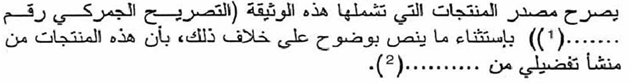 يصرح مصدر المنتجات التي تشملها هذه الوثيقة (التصريح الجمركي رقم
.......(1)) بإستثناء ما ينص بوضوح على خلاف ذلك، بأن هذه المنتجات من
منشأ تفضيلي من ..........(2).